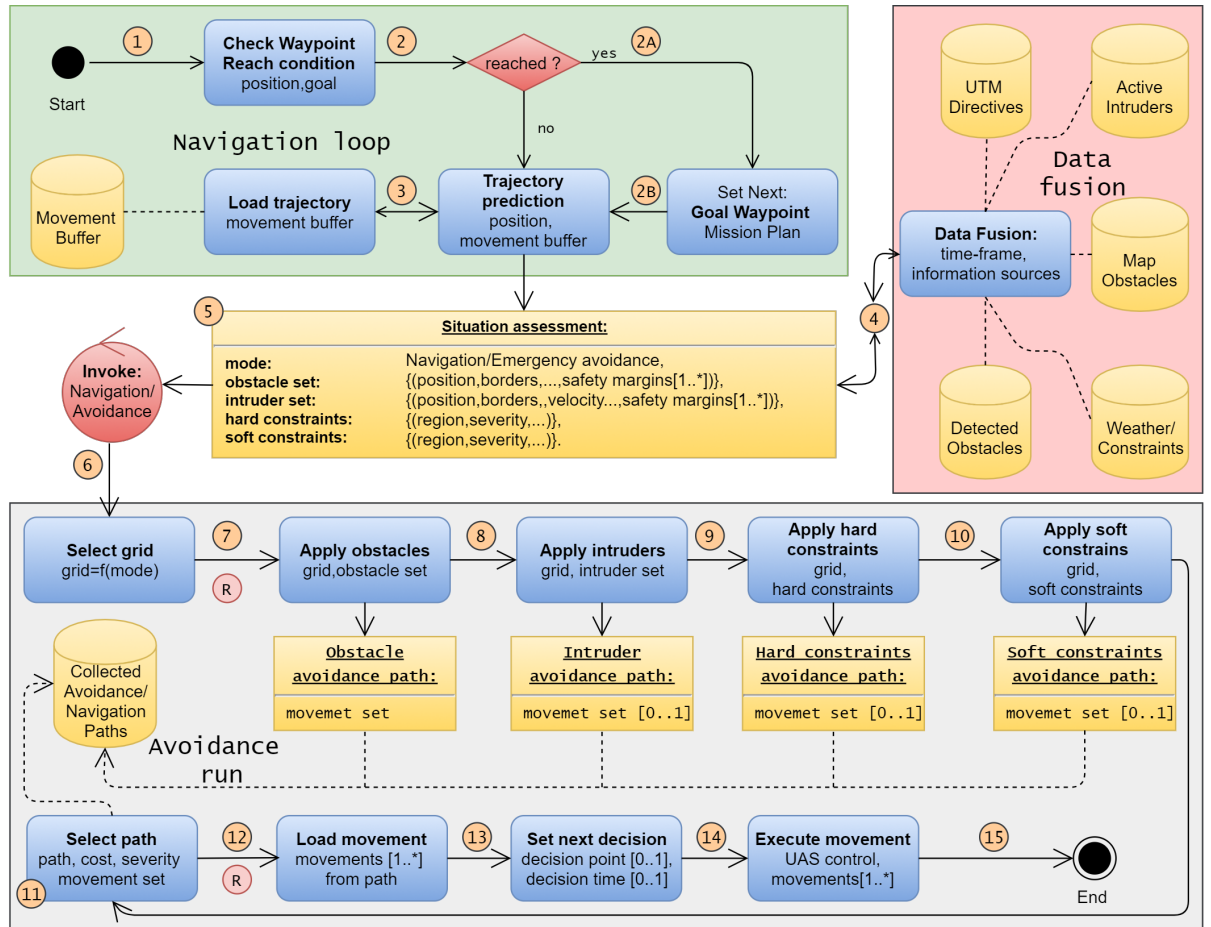 1
Check Waypoint
Reach condition
position,goal
2
reached ?
yes
2A
Start
no
Navigation loop
Movement
Buffer
Load trajectory
movement buffer
3
Trajectory
prediction
position,
movement buffer
2B
Set Next:
Goal Waypoint
Mission Plan
UTM
Directives
Active
Intruders
Data
fusion
Data Fusion:
time-frame,
information sources
Map
Obstacles
4
Detected
Obstacles
Weather/
Constraints
5
Situation assessment:
mode: Navigation/Emergency avoidance,
obstacle set: {(position,borders,...,safety margins[1..*])},
intruder set: {(position,borders,,velocity...,safety margins[1..*])},
hard constraints: {(region,severity,...)},
soft constraints: {(region,severity,...)}.
Invoke:
Navigation/
Avoidance
6
Select grid
grid=f(mode)
7
R
Apply obstacles
grid,obstacle set
8
Apply intruders
grid, intruder set
9
Apply hard
constraints
grid,
hard constraints
10
Apply soft
constrains
grid,
soft constraints
Collected
Avoidance/
Navigation
Paths
Obstacle
avoidance path:
movemet set
Intruder
avoidance path:
movemet set [0..1]
Hard constraints
avoidance path:
movemet set [0..1]
Soft constraints
avoidance path:
movemet set [0..1]
Avoidance
run
Select path
path, cost, severity
movement set
11
12
R
Load movement
movements [1..*]
from path
13
Set next decision
decision point [0..1],
decision time [0..1]
14
Execute movement
UAS control,
movements[1..*]
15
End